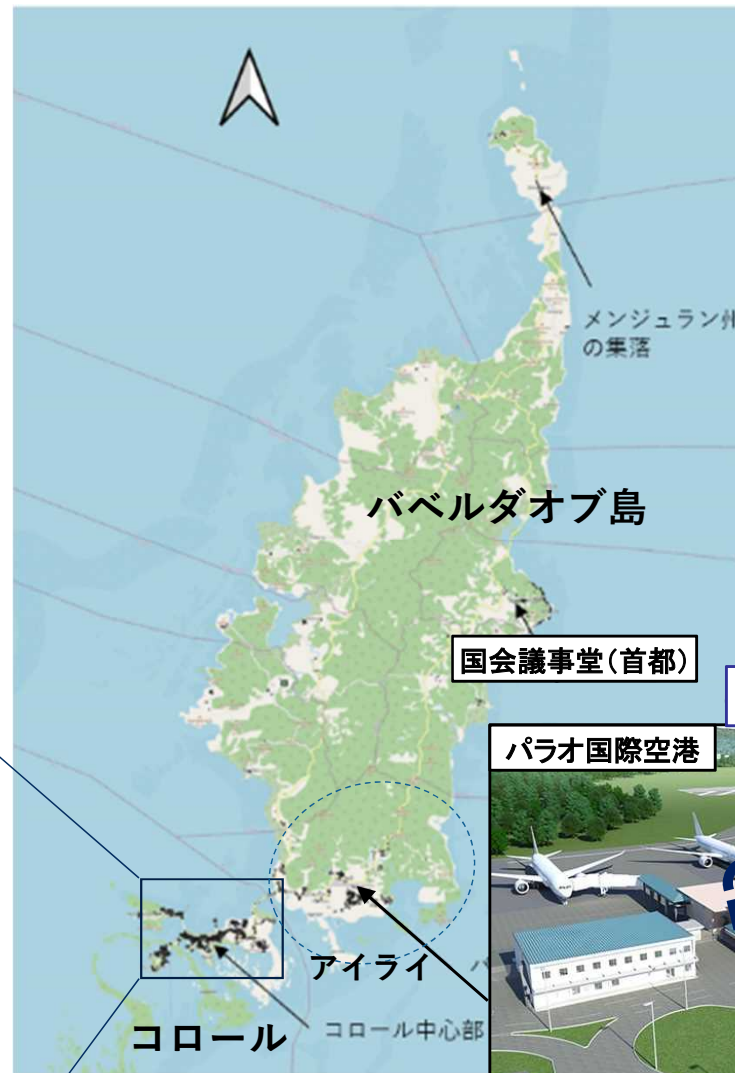 メンジュラン州
の集落
バベルダオブ島
国会議事堂(首都)
パラオ国際空港
アイライ
コロール
コロール中心部